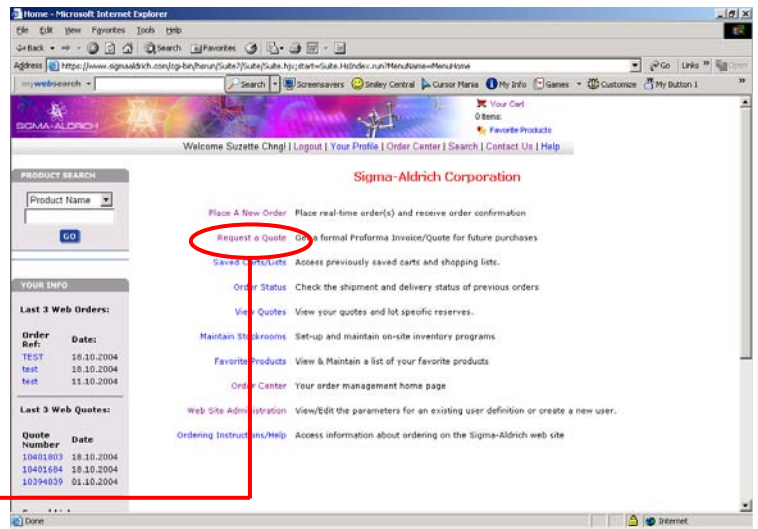 Home - Microsoft Internet Explorer
File Edit View Favorites Tools Help
Back Search Favorites
Address https://www.sigmaaldrich.com/cgi-bin/hsrun/Suite7/Suite/Suite.hjx;start=Suite.HsIndex.run?MenuName=MenuHome Go Links
mywebsearch Search Screensavers Smiley Central Cursor Mania My Info Games Customize My Button 1
SIGMA-ALDRICH
Your Cart
0 items:
Favorite Products
Welcome Suzette Chngl | Logout | Your Profile | Order Center | Search | Contact Us | Help
PRODUCT SEARCH
Product Name
GO
Sigma-Aldrich Corporation
Place A New Order Place real-time order(s) and receive order confirmation
Request a Quote Get a formal Proforma Invoice/Quote for future purchases
Saved Carts/Lists Access previously saved carts and shopping lists.
Order Status Check the shipment and delivery status of previous orders
View Quotes View your quotes and lot specific reserves.
Maintain Stockrooms Set-up and maintain on-site inventory programs
Favorite Products View & Maintain a list of your favorite products
Order Center Your order management home page
Web Site Administration View/Edit the parameters for an existing user definition or create a new user.
Ordering Instructions/Help Access information about ordering on the Sigma-Aldrich web site
YOUR INFO
Last 3 Web Orders:
Order Ref: Date:
TEST 18.10.2004
test 18.10.2004
test 11.10.2004
Last 3 Web Quotes:
Quote Number Date
10401803 18.10.2004
10401684 18.10.2004
10394039 01.10.2004
Done Internet